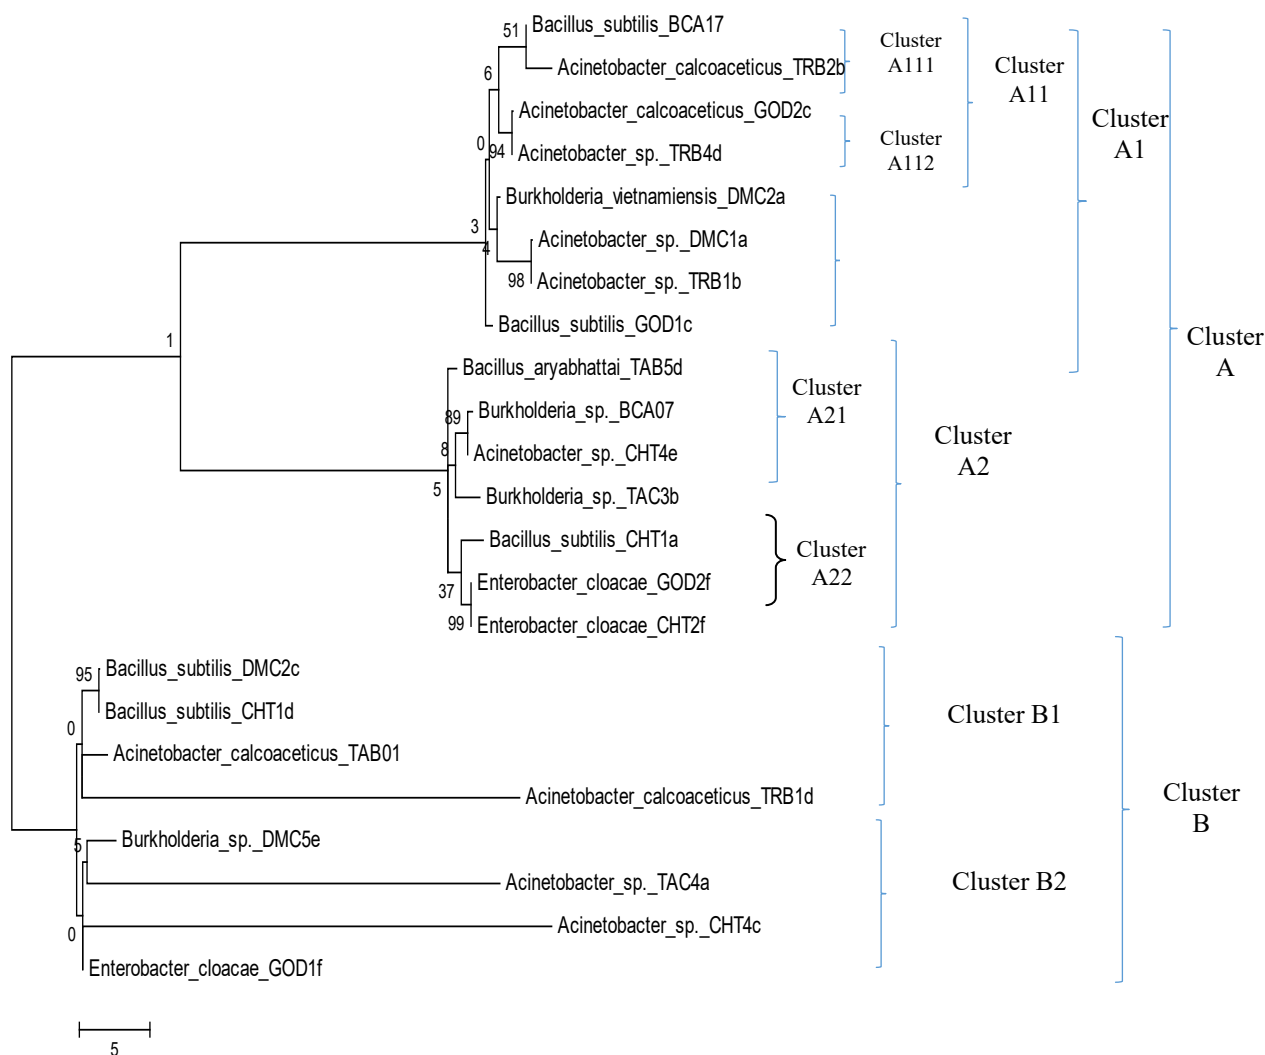 Bacillus_subtilis_BCA17
51
Acinetobacter_calcoaceticus_TRB2b
Cluster
A111
6
Cluster
A11
Acinetobacter_calcoaceticus_GOD2c
Cluster
A1
0
94
Acinetobacter_sp._TRB4d
Cluster
A112
Burkholderia_vietnamiensis_DMC2a
3
4
Acinetobacter_sp._DMC1a
98
Acinetobacter_sp._TRB1b
Bacillus_subtilis_GOD1c
1
Cluster
A
Bacillus_aryabhattai_TAB5d
Cluster
A21
89
Burkholderia_sp._BCA07
8
Acinetobacter_sp._CHT4e
Cluster
A2
5
Burkholderia_sp._TAC3b
Bacillus_subtilis_CHT1a
Cluster
A22
37
Enterobacter_cloacae_GOD2f
99
Enterobacter_cloacae_CHT2f
95
Bacillus_subtilis_DMC2c
Bacillus_subtilis_CHT1d
Cluster B1
0
Acinetobacter_calcoaceticus_TAB01
Acinetobacter_calcoaceticus_TRB1d
Cluster
B
5
Burkholderia_sp._DMC5e
Acinetobacter_sp._TAC4a
Cluster B2
Acinetobacter_sp._CHT4c
0
Enterobacter_cloacae_GOD1f
5